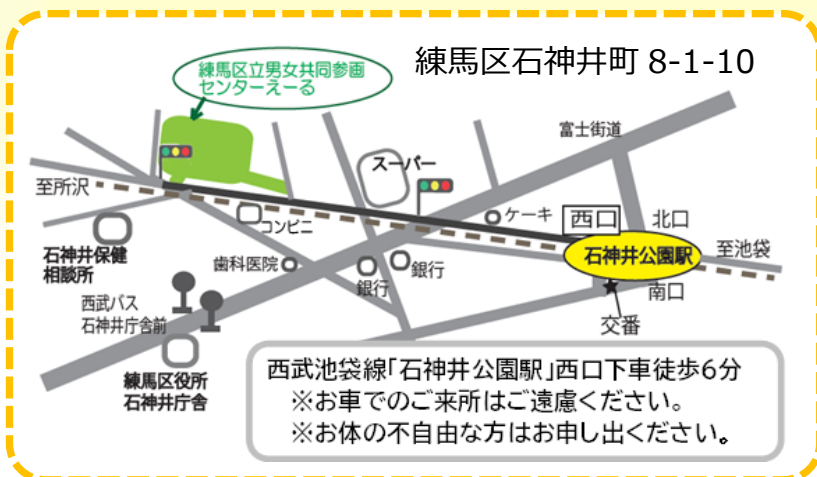 練馬区石神井町 8-1-10
練馬区立男女共同参画
センターえーる
富士街道
スーパー
至所沢
ケーキ
西口
北口
コンビニ
石神井公園駅
至池袋
石神井保健
相談所
歯科医院
銀行
銀行
南口
西武バス
石神井庁舎前
交番
練馬区役所
石神井庁舎
西武池袋線「石神井公園駅」西口下車徒歩6分
※お車でのご来所はご遠慮ください。
※お体の不自由な方はお申し出ください。